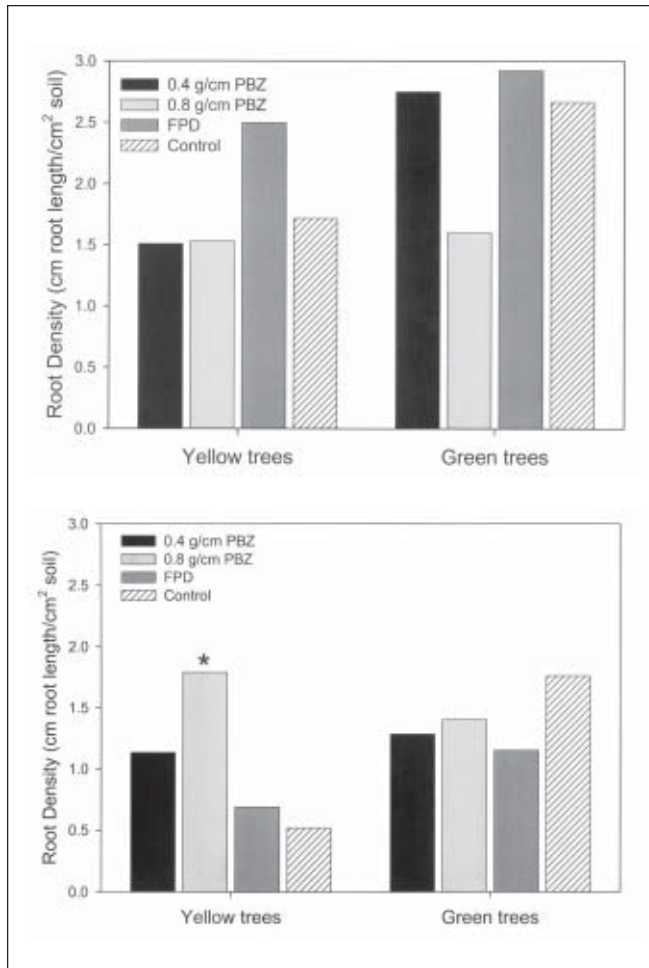 3.0
2.5
2.0
1.5
1.0
0.5
0.0
Root Density (cm root length/cm² soil)
0.4 g/cm PBZ
0.8 g/cm PBZ
FPD
Control
Yellow trees
Green trees
3.0
2.5
2.0
1.5
1.0
0.5
0.0
Root Density (cm root length/cm² soil)
0.4 g/cm PBZ
0.8 g/cm PBZ
FPD
Control
*
Yellow trees
Green trees